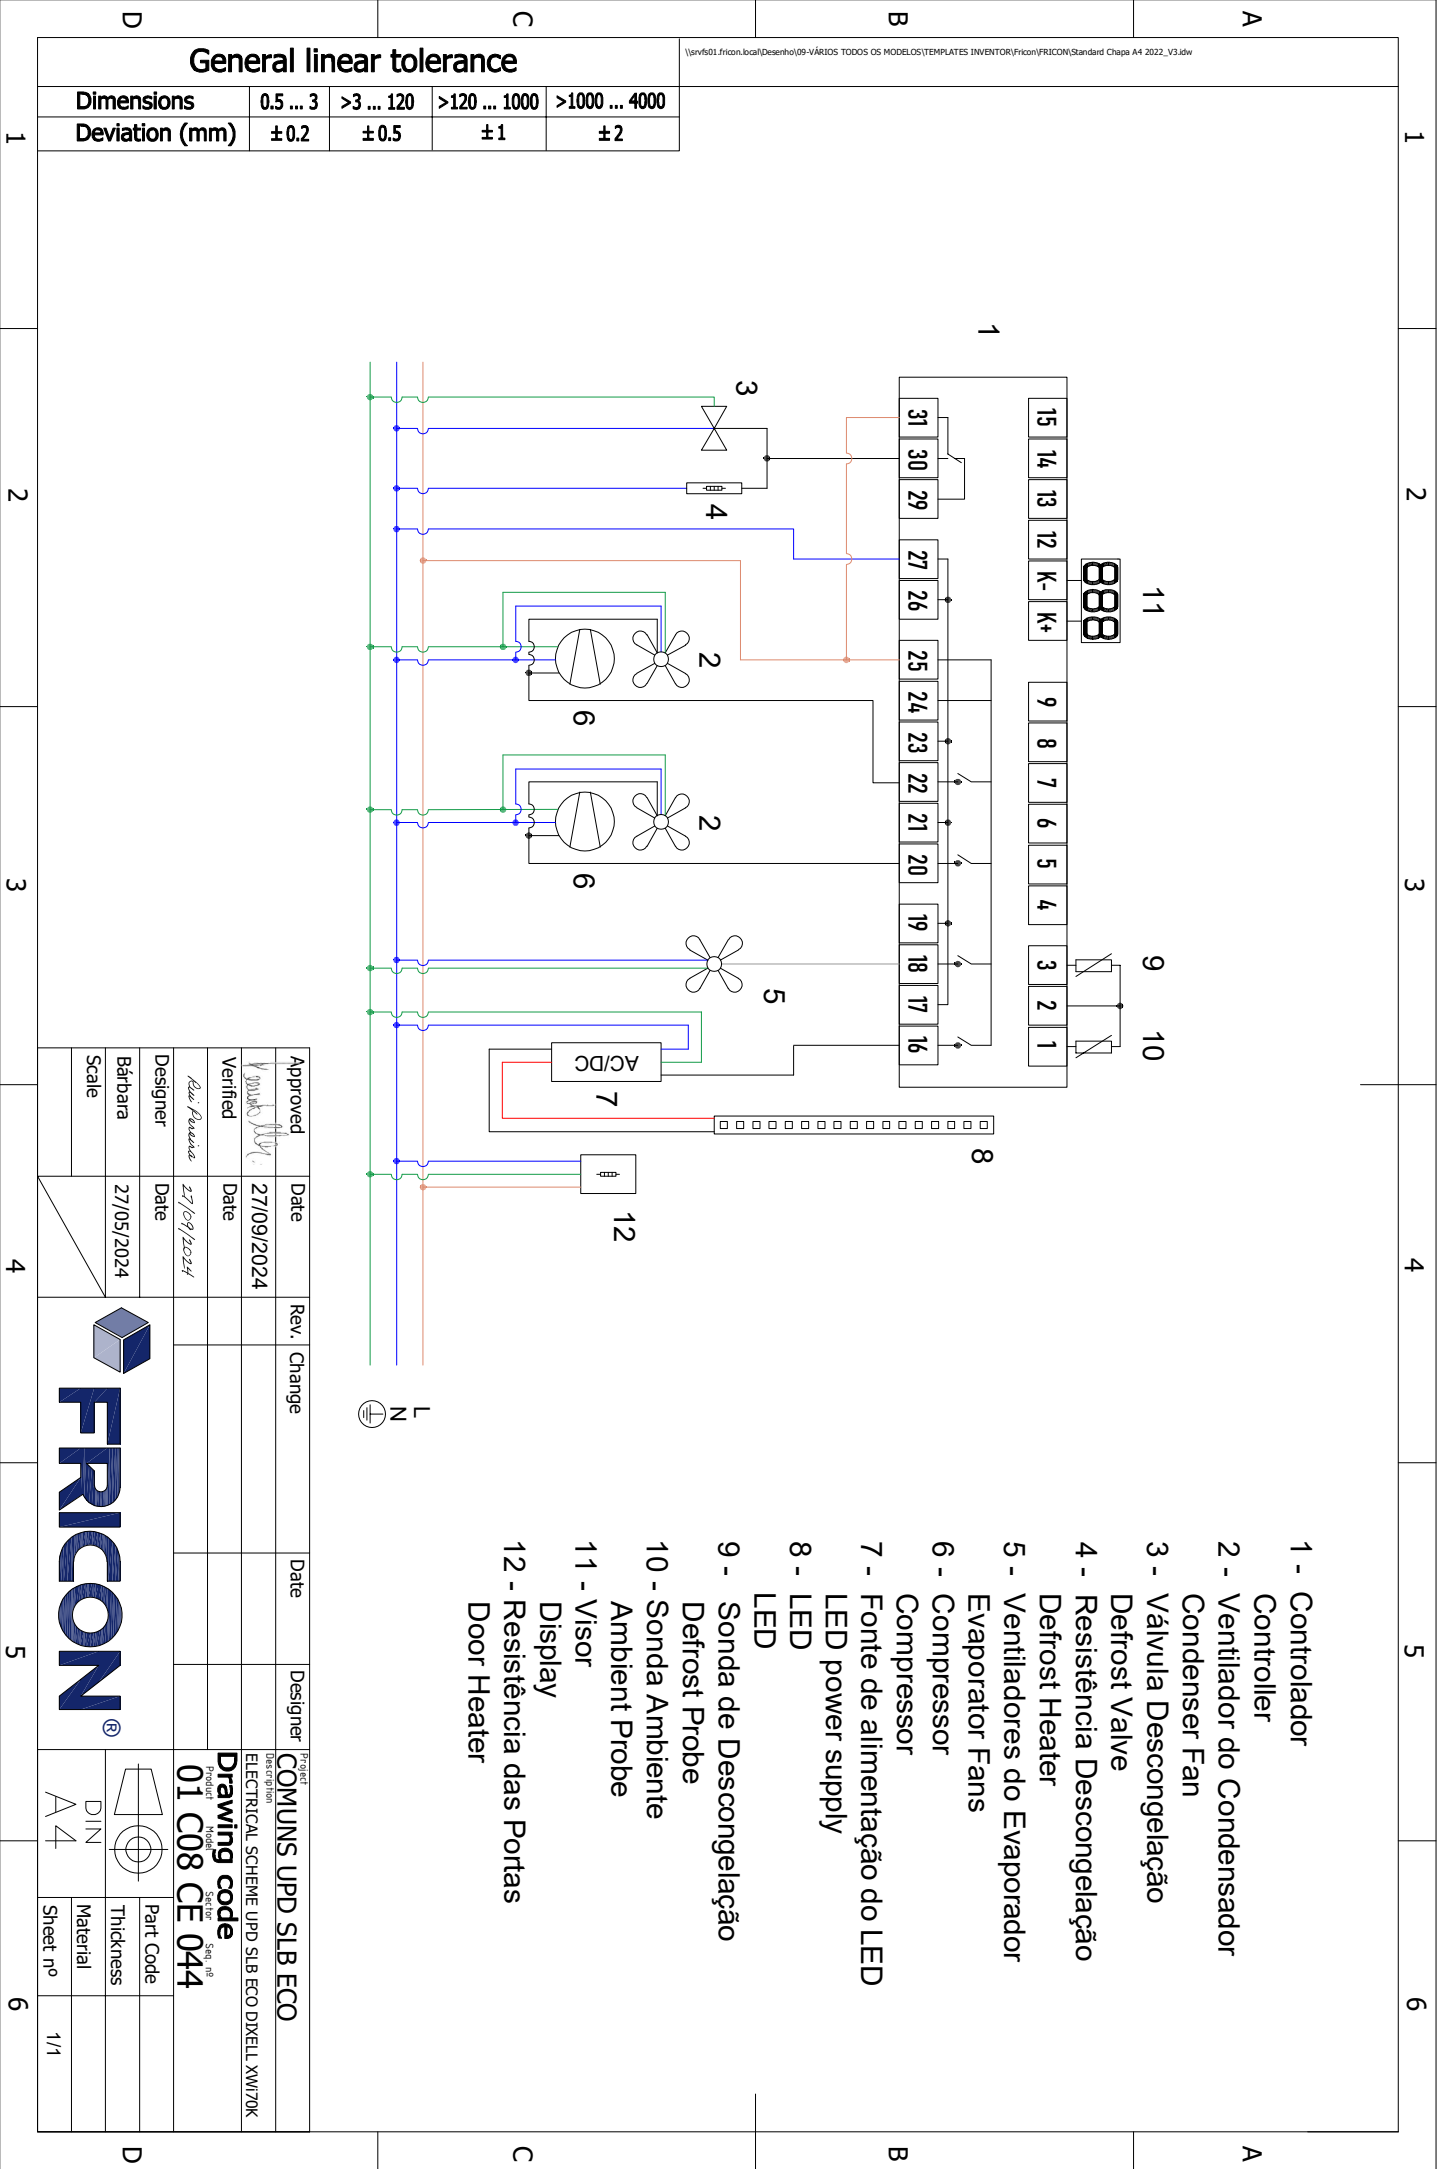 D
C
B
A
General linear tolerance
\\srvfs01.fricon.local\Desenho\09-VÁRIOS TODOS OS MODELOS\TEMPLATES INVENTOR\Fricon\FRICON\Standard Chapa A4 2022_V3.idw
Dimensions 0.5 ... 3 >3 ... 120 >120 ... 1000 >1000 ... 4000
Deviation (mm) ± 0.2 ± 0.5 ± 1 ± 2
1
2
3
4
5
6
1
2
3
4
5
6
1
15 14 13 12 K- K+ 9 8 7 6 5 4 3 2 1
31 30 29 27 26 25 24 23 22 21 20 19 18 17 16
888
11
9
10
3
4
2
6
2
6
5
AC/DC
7
8
12
L
N
1 - Controlador
Controller
2 - Ventilador do Condensador
Condenser Fan
3 - Válvula Descongelação
Defrost Valve
4 - Resistência Descongelação
Defrost Heater
5 - Ventiladores do Evaporador
Evaporator Fans
6 - Compressor
Compressor
7 - Fonte de alimentação do LED
LED power supply
8 - LED
LED
9 - Sonda de Descongelação
Defrost Probe
10 - Sonda Ambiente
Ambient Probe
11 - Visor
Display
12 - Resistência das Portas
Door Heater
Approved Date Rev. Change Date Designer
27/09/2024
Verified Date
Rui Pereira 27/09/2024
Designer Date
Bárbara 27/05/2024
Scale
FRICON®
Project
COMUNS UPD SLB ECO
Description
ELECTRICAL SCHEME UPD SLB ECO DIXELL XWi70K
Drawing code
Product Model Sector Seq. nº
01 C08 CE 044
Part Code
Thickness
Material
Sheet nº 1/1
DIN
A4
D
C
B
A